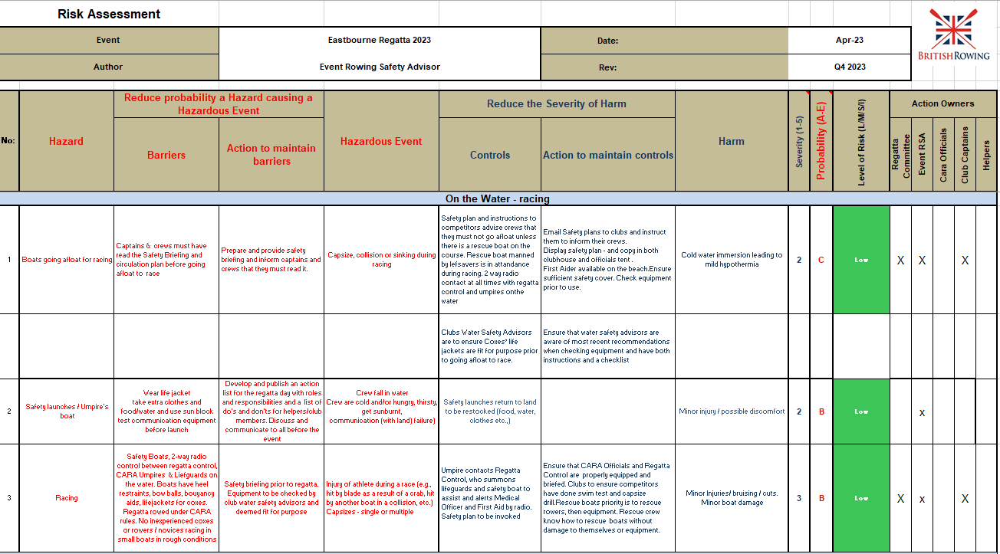 Risk Assessment
Event
Eastbourne Regatta 2023
Date:
Apr-23
Author
Event Rowing Safety Advisor
Rev:
Q4 2023
BRITISHROWING
No:
Hazard
Reduce probability a Hazard causing a
Hazardous Event
Barriers
Action to maintain
barriers
Hazardous Event
Reduce the Severity of Harm
Controls
Action to maintain controls
Harm
Severity (1-5)
Probability (A-E)
Level of Risk (L/M/S/I)
Action Owners
Regatta
Committee
Event RSA
Cara Officials
Club Captains
Helpers
On the Water - racing
1
Boats going afloat for racing
Captains & crews must have
read the Safety Briefing and
circulation plan before going
afloat to race
Prepare and provide safety
briefing and inform captains and
crews that they must read it.
Capsize, collision or sinking during
racing
Safety plan and instructions to
competitors advise crews that
they must not go afloat unless
there is a rescue boat on the
course. Rescue boat manned
by lefsavers is in attandance
during racing. 2 way radio
contact at all times with regatta
control and umpires onthe
water
Email Safety plans to clubs and instruct
them to inform their crews.
Display safety plan - and copy in both
clubhouse and officials tent .
First Aider available on the beach.Ensure
sufficient safety cover. Check equipment
prior to use.
Cold water immersion leading to
mild hypothermia
2
C
Low
X
X
X
Clubs Water Safety Advisors
are to ensure Coxes' life
jackets are fit for purpose prior
to going afloat to race.
Ensure that water safety advisors are
aware of most recent recommendations
when checking equipment and have both
instructions and a checklist
2
Safety launches / Umpire's
boat
Wear life jacket
take extra clothes and
food/water and use sun block
test communication equipment
before launch
Develop and publish an action
list for the regatta day with roles
and responsibilities and a list of
do's and don'ts for helpers/club
members. Discuss and
communicate to all before the
event
Crew fall in water
Crew are cold and/or hungry, thirsty,
get sunburnt,
communication (with land) failure)
Safety launches return to land
to be restocked (food, water,
clothes etc.,)
Minor injury / possible discomfort
2
B
Low
x
3
Racing
Safety Boats, 2-way radio
control between regatta control,
CARA Umpires & Liefguards on
the water. Boats have heel
restraints, bow balls, bouyancy
aids, lifejackets for coxes.
Regatta rowed under CARA
rules. No inexperienced coxes
or rowers / novices racing in
small boats in rough conditions
Safety briefing prior to regatta.
Equipment to be checked by
club water safety advisors and
deemed fit for purpose
Injury of athlete during a race (e.g.,
hit by blade as a result of a crab, hit
by another boat in a collision, etc.)
Capsizes - single or multiple
Umpire contacts Regatta
Control, who summons
lifeguards and safety boat to
assist and alerts Medical
Officer and First Aid by radio.
Safety plan to be invoked
Ensure that CARA Officials and Regatta
Control are properly equipped and
briefed. Clubs to ensure competitors
have done swim test and capsize
drill.Rescue boats priority is to rescue
rowers, then equipment. Rescue crew
know how to rescue boats without
damage to themselves or equipment.
Minor Injuries/ bruising / cuts.
Minor boat damage
3
B
Low
X
x
X